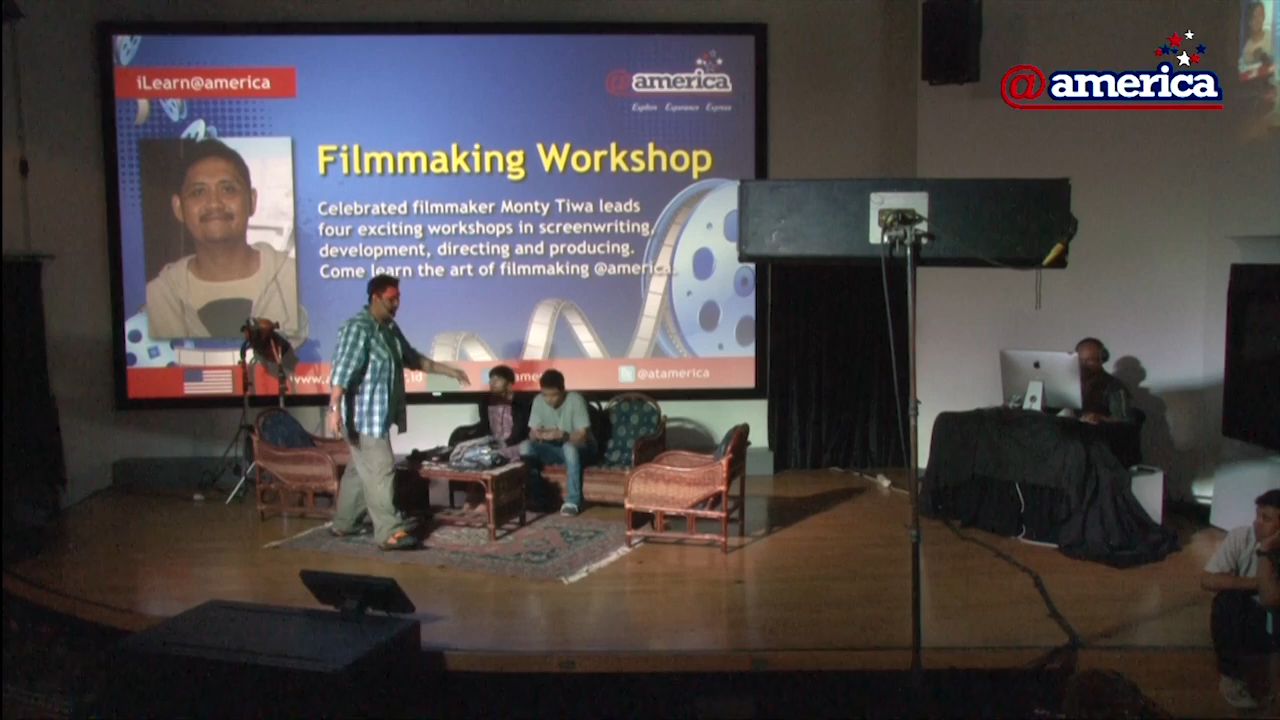 iLearn@america
@america
Explore Experience Express
Filmmaking Workshop
Celebrated filmmaker Monty Tiwa leads
four exciting workshops in screenwriting,
development, directing and producing.
Come learn the art of filmmaking @america.
@atamerica
@america